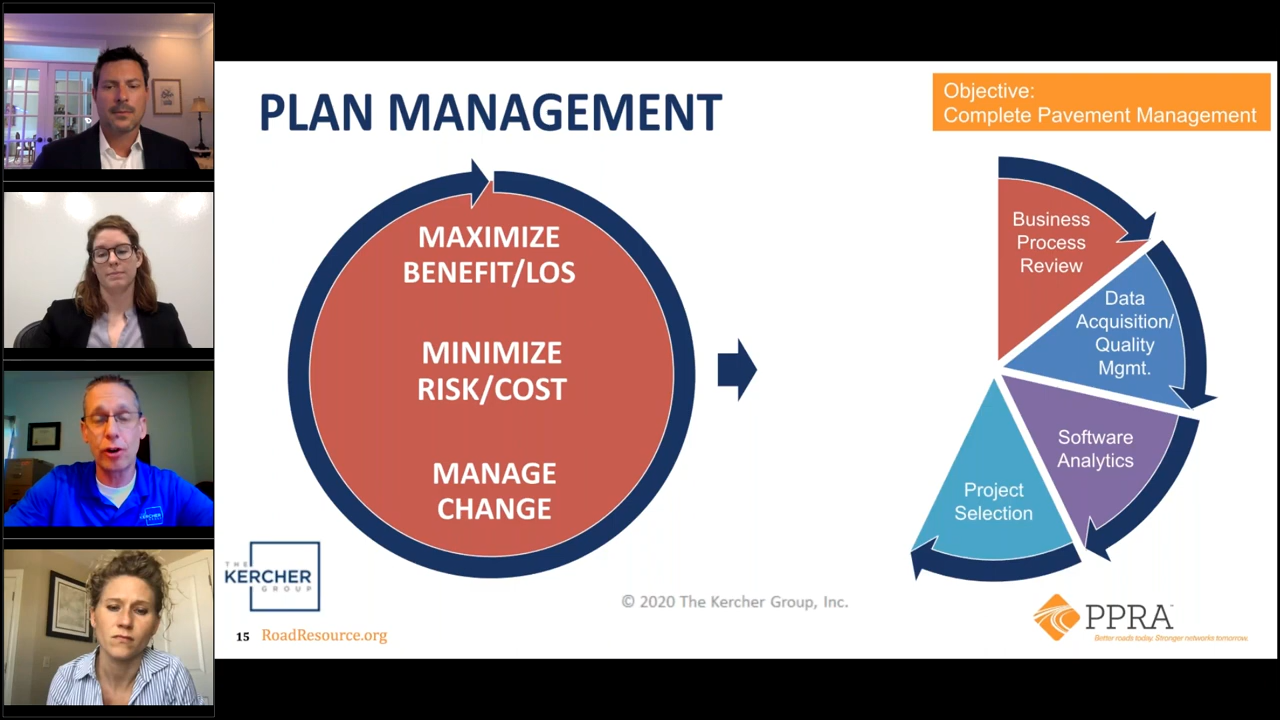 PLAN MANAGEMENT
Objective:
Complete Pavement Management
MAXIMIZE
BENEFIT/LOS
MINIMIZE
RISK/COST
MANAGE
CHANGE
Business
Process
Review
Data
Acquisition/
Quality
Mgmt.
Software
Analytics
Project
Selection
THE
KERCHER
GROUP
© 2020 The Kercher Group, Inc.
15 RoadResource.org
PPRA
Better roads today. Stronger networks tomorrow.
KERCHER